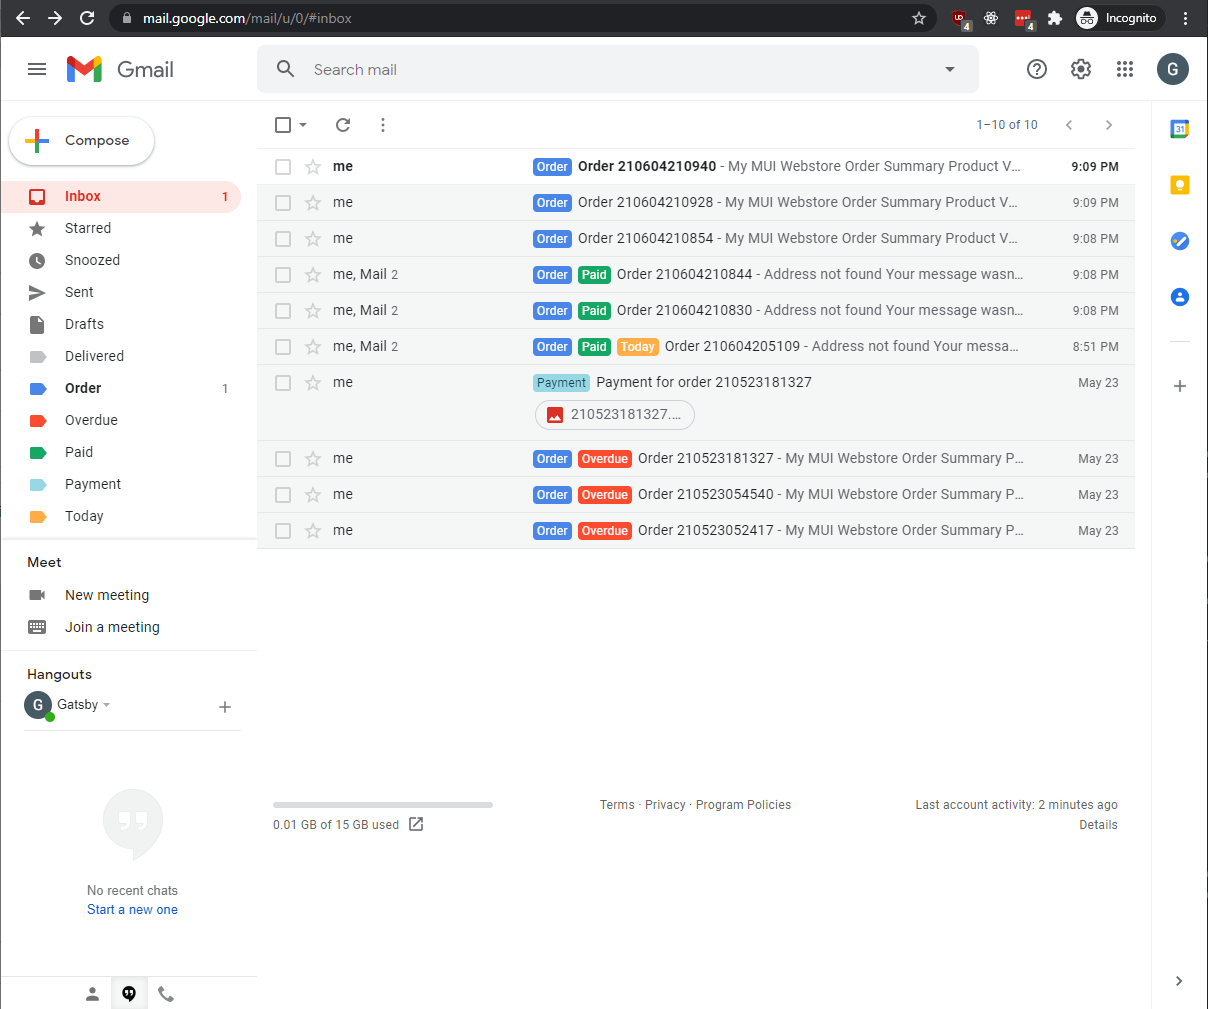 mail.google.com/mail/u/0/#inbox
UD
4
4
Incognito
Gmail
Search mail
G
Compose
1–10 of 10
31
Inbox 1
Starred
Snoozed
Sent
Drafts
Delivered
Order 1
Overdue
Paid
Payment
Today
me Order Order 210604210940 - My MUI Webstore Order Summary Product V… 9:09 PM
me Order Order 210604210928 - My MUI Webstore Order Summary Product V… 9:09 PM
me Order Order 210604210854 - My MUI Webstore Order Summary Product V… 9:08 PM
me, Mail 2 Order Paid Order 210604210844 - Address not found Your message wasn… 9:08 PM
me, Mail 2 Order Paid Order 210604210830 - Address not found Your message wasn… 9:08 PM
me, Mail 2 Order Paid Today Order 210604205109 - Address not found Your messa… 8:51 PM
me Payment Payment for order 210523181327 May 23
210523181327.…
me Order Overdue Order 210523181327 - My MUI Webstore Order Summary P… May 23
me Order Overdue Order 210523054540 - My MUI Webstore Order Summary P… May 23
me Order Overdue Order 210523052417 - My MUI Webstore Order Summary P… May 23
Meet
New meeting
Join a meeting
Hangouts
G Gatsby
No recent chats
Start a new one
0.01 GB of 15 GB used
Terms · Privacy · Program Policies
Last account activity: 2 minutes ago
Details